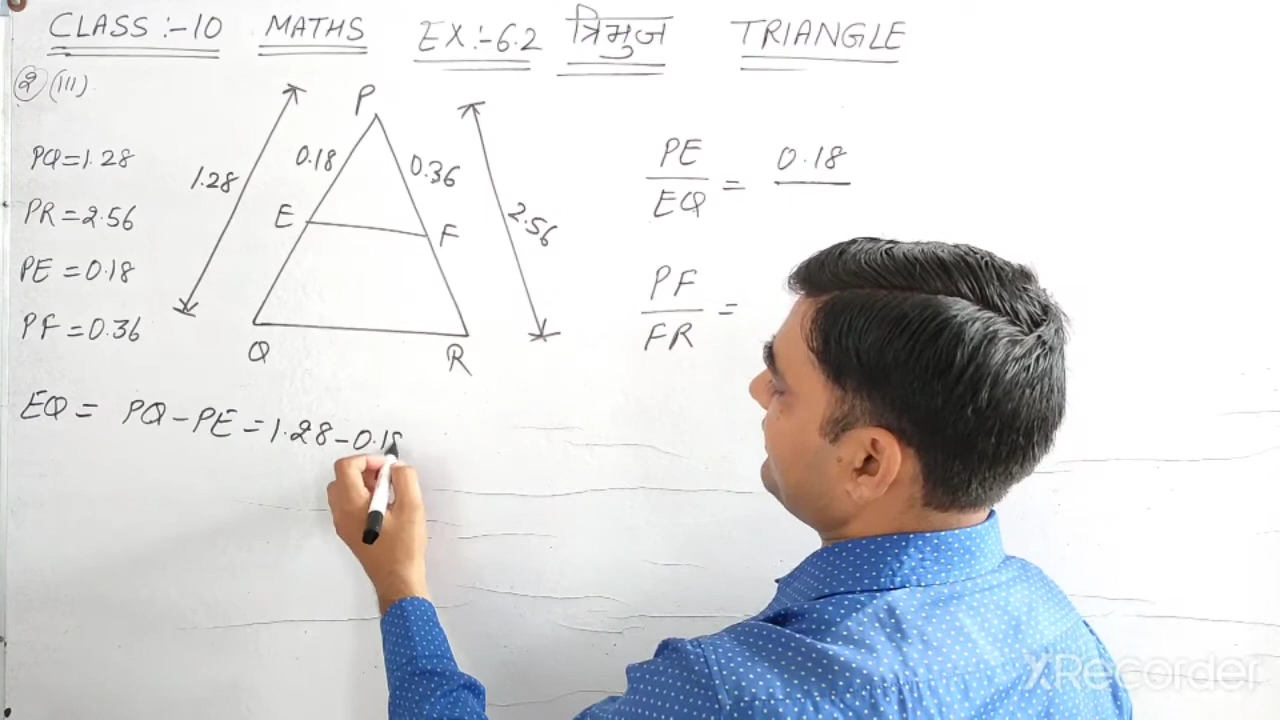 CLASS :- 10 MATHS EX :- 6.2 त्रिभुज TRIANGLE
2 (III)
PQ = 1.28
PR = 2.56
PE = 0.18
PF = 0.36
P
0.18
0.36
1.28
2.56
E
F
Q
R
PE/EQ = 0.18
PF/FR =
EQ = PQ - PE = 1.28 - 0.18
XRecorder